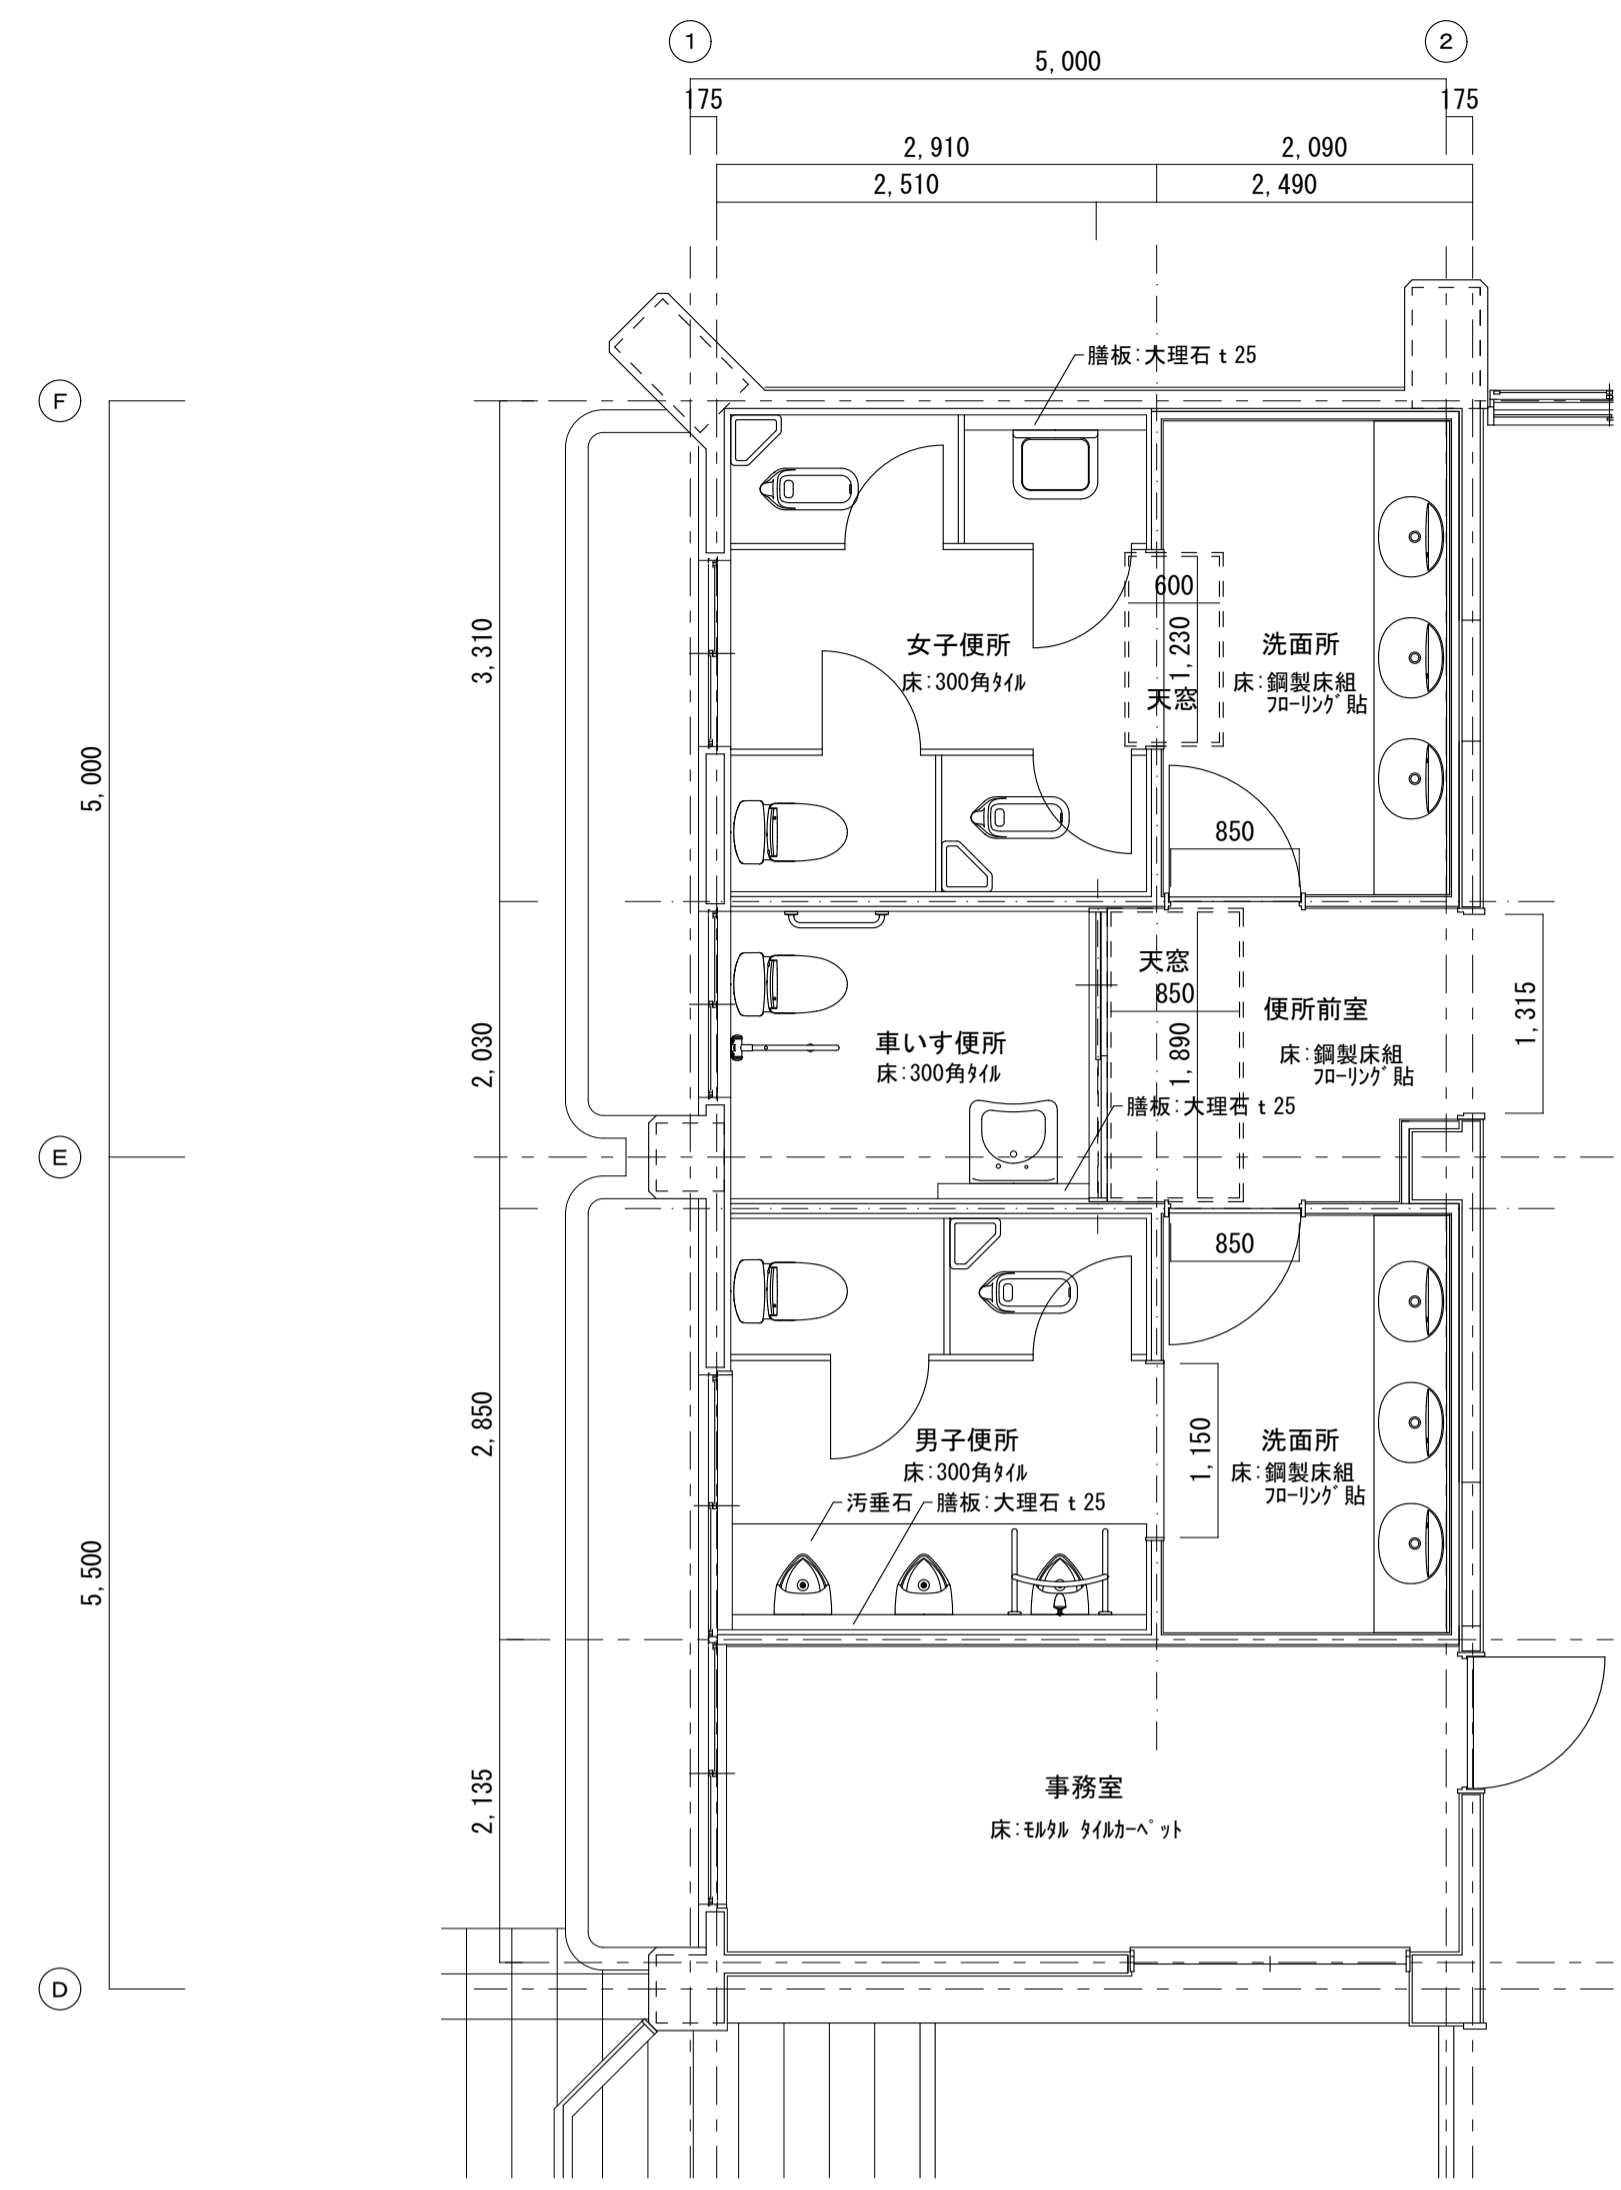 1
2
5,000
175
175
2,910
2,090
2,510
2,490
膳板:大理石 t 25
F
600
3,310
1,230
女子便所
洗面所
床:300角ﾀｲﾙ
床:鋼製床組
ﾌﾛｰﾘﾝｸﾞ貼
天窓
5,000
850
天窓
850
便所前室
1,315
車いす便所
床:300角ﾀｲﾙ
2,030
1,890
床:鋼製床組
ﾌﾛｰﾘﾝｸﾞ貼
膳板:大理石 t 25
E
850
2,850
男子便所
洗面所
1,150
床:300角ﾀｲﾙ
床:鋼製床組
ﾌﾛｰﾘﾝｸﾞ貼
汚垂石
膳板:大理石 t 25
5,500
2,135
事務室
床:ﾓﾙﾀﾙ ﾀｲﾙｶｰﾍﾟｯﾄ
D